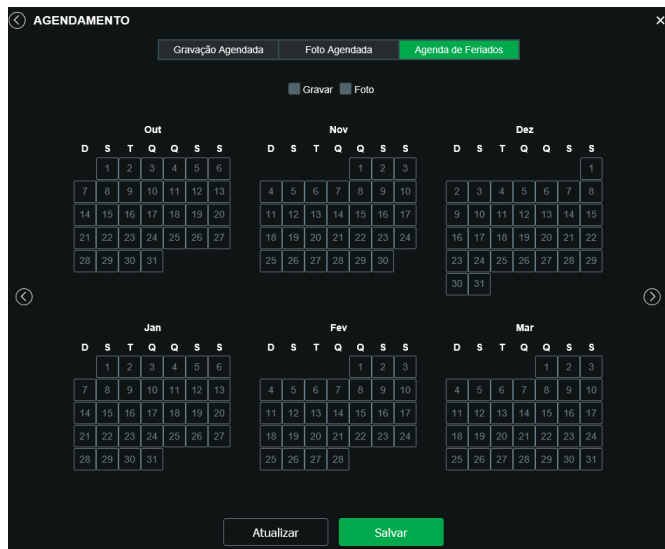 AGENDAMENTO ×
Gravação Agendada Foto Agendada Agenda de Feriados
Gravar Foto
Out Nov Dez
D S T Q Q S S D S T Q Q S S D S T Q Q S S
1 2 3 4 5 6 1 2 3 1
7 8 9 10 11 12 13 4 5 6 7 8 9 10 2 3 4 5 6 7 8
14 15 16 17 18 19 20 11 12 13 14 15 16 17 9 10 11 12 13 14 15
21 22 23 24 25 26 27 18 19 20 21 22 23 24 16 17 18 19 20 21 22
28 29 30 31 25 26 27 28 29 30 23 24 25 26 27 28 29
30 31
Jan Fev Mar
D S T Q Q S S D S T Q Q S S D S T Q Q S S
1 2 3 4 5 6 1 2 3 1 2 3
7 8 9 10 11 12 13 4 5 6 7 8 9 10 4 5 6 7 8 9 10
14 15 16 17 18 19 20 11 12 13 14 15 16 17 11 12 13 14 15 16 17
21 22 23 24 25 26 27 18 19 20 21 22 23 24 18 19 20 21 22 23 24
28 29 30 31 25 26 27 28 25 26 27 28 29 30 31
Atualizar Salvar